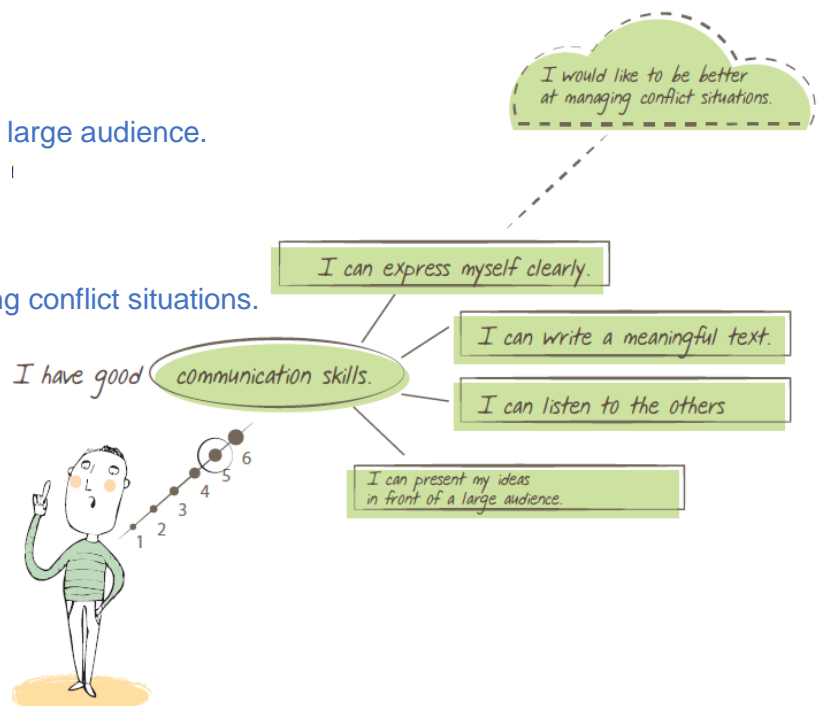 I would like to be better
at managing conflict situations.
large audience.
I can express myself clearly.
ng conflict situations.
I can write a meaningful text.
I have good communication skills.
I can listen to the others
I can present my ideas
in front of a large audience.
1
2
3
4
5
6